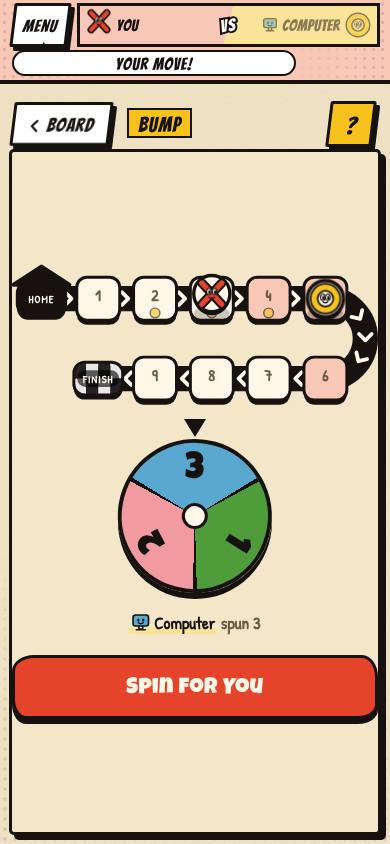 MENU
YOU
VS
COMPUTER
YOUR MOVE!
BOARD
BUMP
?
HOME
1
2
4
FINISH
9
8
7
6
3
2
1
Computer spun 3
SPIN FOR YOU